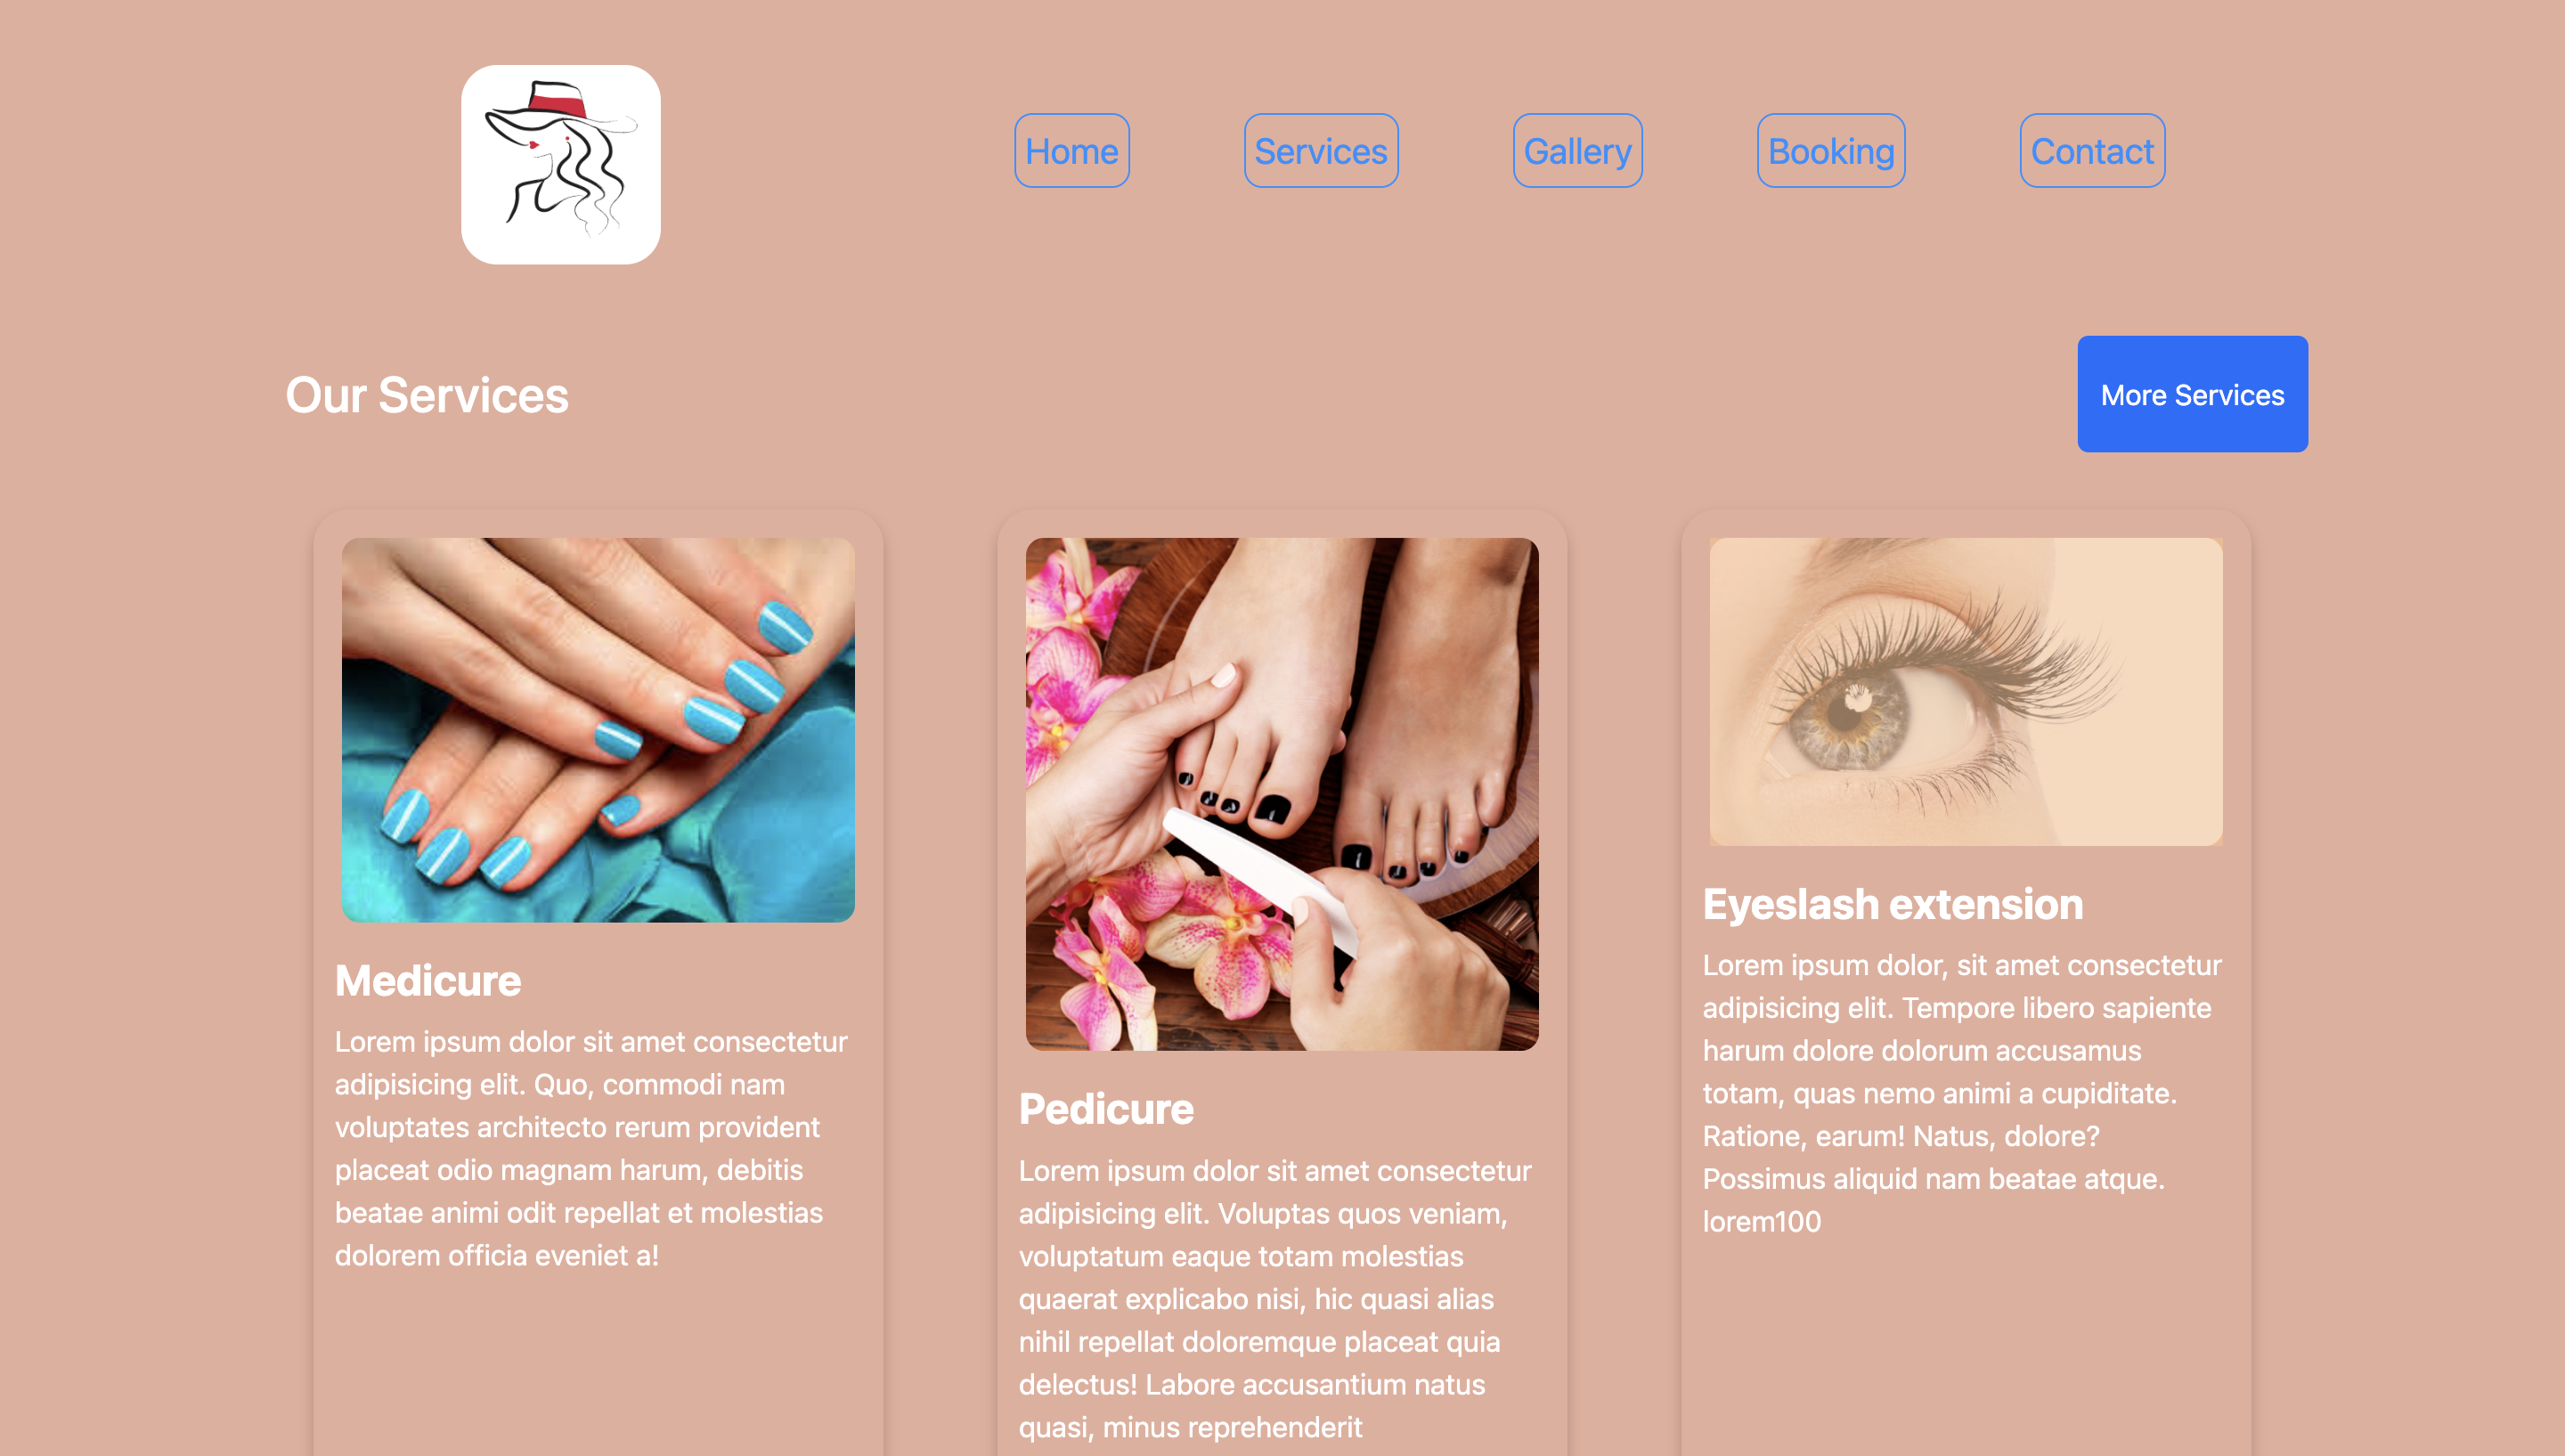 Home
Services
Gallery
Booking
Contact
Our Services
More Services
Medicure
Lorem ipsum dolor sit amet consectetur
adipisicing elit. Quo, commodi nam
voluptates architecto rerum provident
placeat odio magnam harum, debitis
beatae animi odit repellat et molestias
dolorem officia eveniet a!
Pedicure
Lorem ipsum dolor sit amet consectetur
adipisicing elit. Voluptas quos veniam,
voluptatum eaque totam molestias
quaerat explicabo nisi, hic quasi alias
nihil repellat doloremque placeat quia
delectus! Labore accusantium natus
quasi, minus reprehenderit
Eyeslash extension
Lorem ipsum dolor, sit amet consectetur
adipisicing elit. Tempore libero sapiente
harum dolore dolorum accusamus
totam, quas nemo animi a cupiditate.
Ratione, earum! Natus, dolore?
Possimus aliquid nam beatae atque.
lorem100